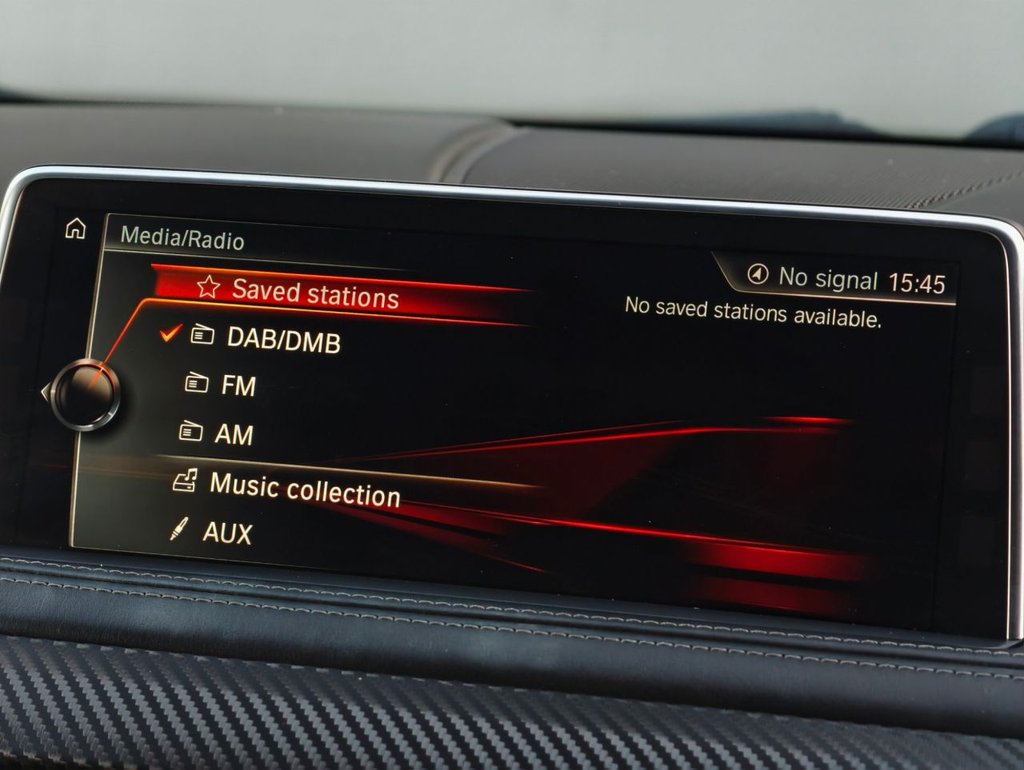 Media/Radio
No signal 15:45
Saved stations
No saved stations available.
DAB/DMB
FM
AM
Music collection
AUX